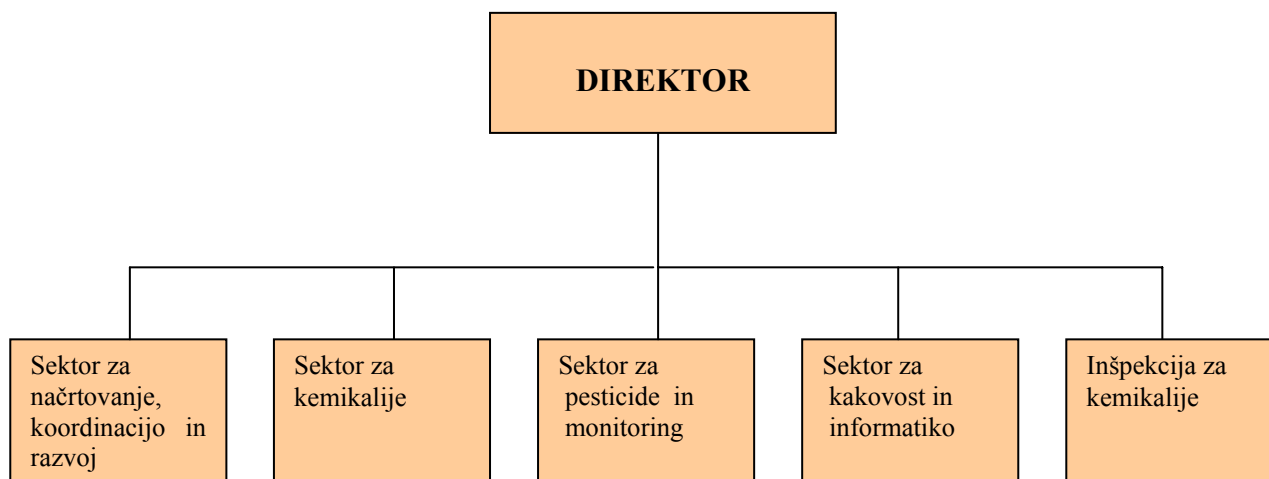 DIREKTOR
Sektor za
načrtovanje,
koordinacijo in
razvoj
Sektor za
kemikalije
Sektor za
pesticide in
monitoring
Sektor za
kakovost in
informatiko
Inšpekcija za
kemikalije